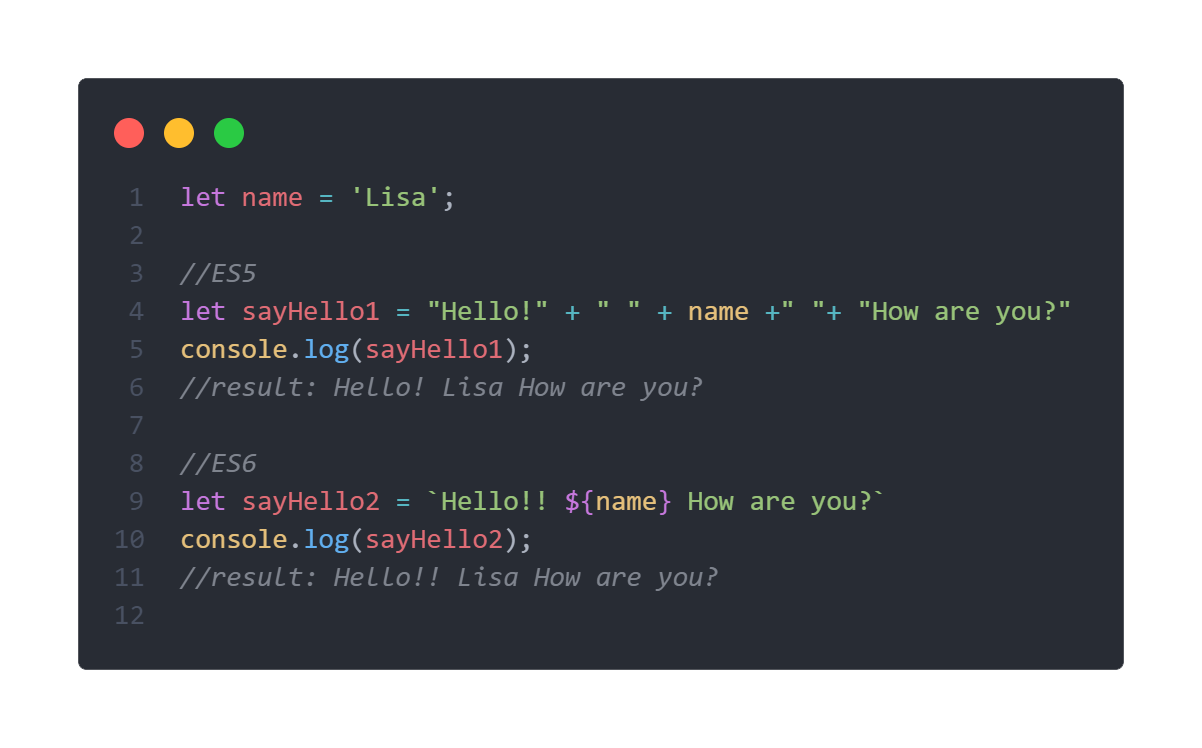 1 let name = 'Lisa';
2
3 //ES5
4 let sayHello1 = "Hello!" + " " + name +" "+ "How are you?"
5 console.log(sayHello1);
6 //result: Hello! Lisa How are you?
7
8 //ES6
9 let sayHello2 = `Hello!! ${name} How are you?`
10 console.log(sayHello2);
11 //result: Hello!! Lisa How are you?
12